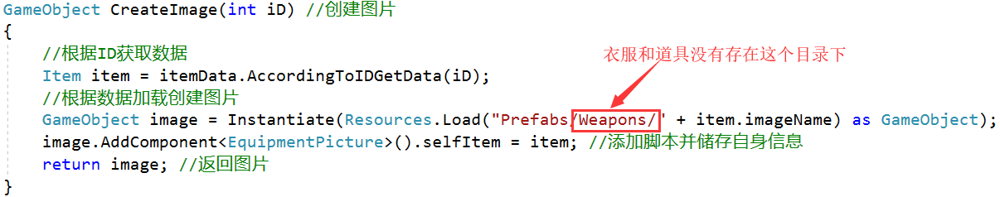 GameObject CreateImage(int iD) //创建图片
{
//根据ID获取数据
衣服和道具没有存在这个目录下
Item item = itemData.AccordingToIDGetData(iD);
//根据数据加载创建图片
GameObject image = Instantiate(Resources.Load("Prefabs/Weapons/" + item.imageName) as GameObject);
image.AddComponent<EquipmentPicture>().selfItem = item; //添加脚本并储存自身信息
return image; //返回图片
}